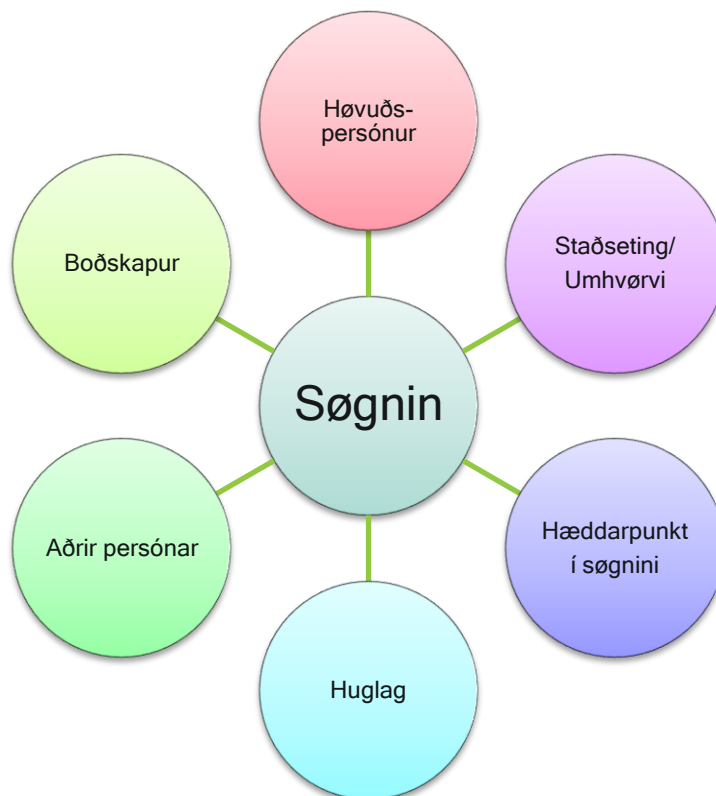 Høvuðs-
persónur
Staðseting/
Umhvørvi
Boðskapur
Søgnin
Aðrir persónar
Hæddarpunkt
í søgnini
Huglag